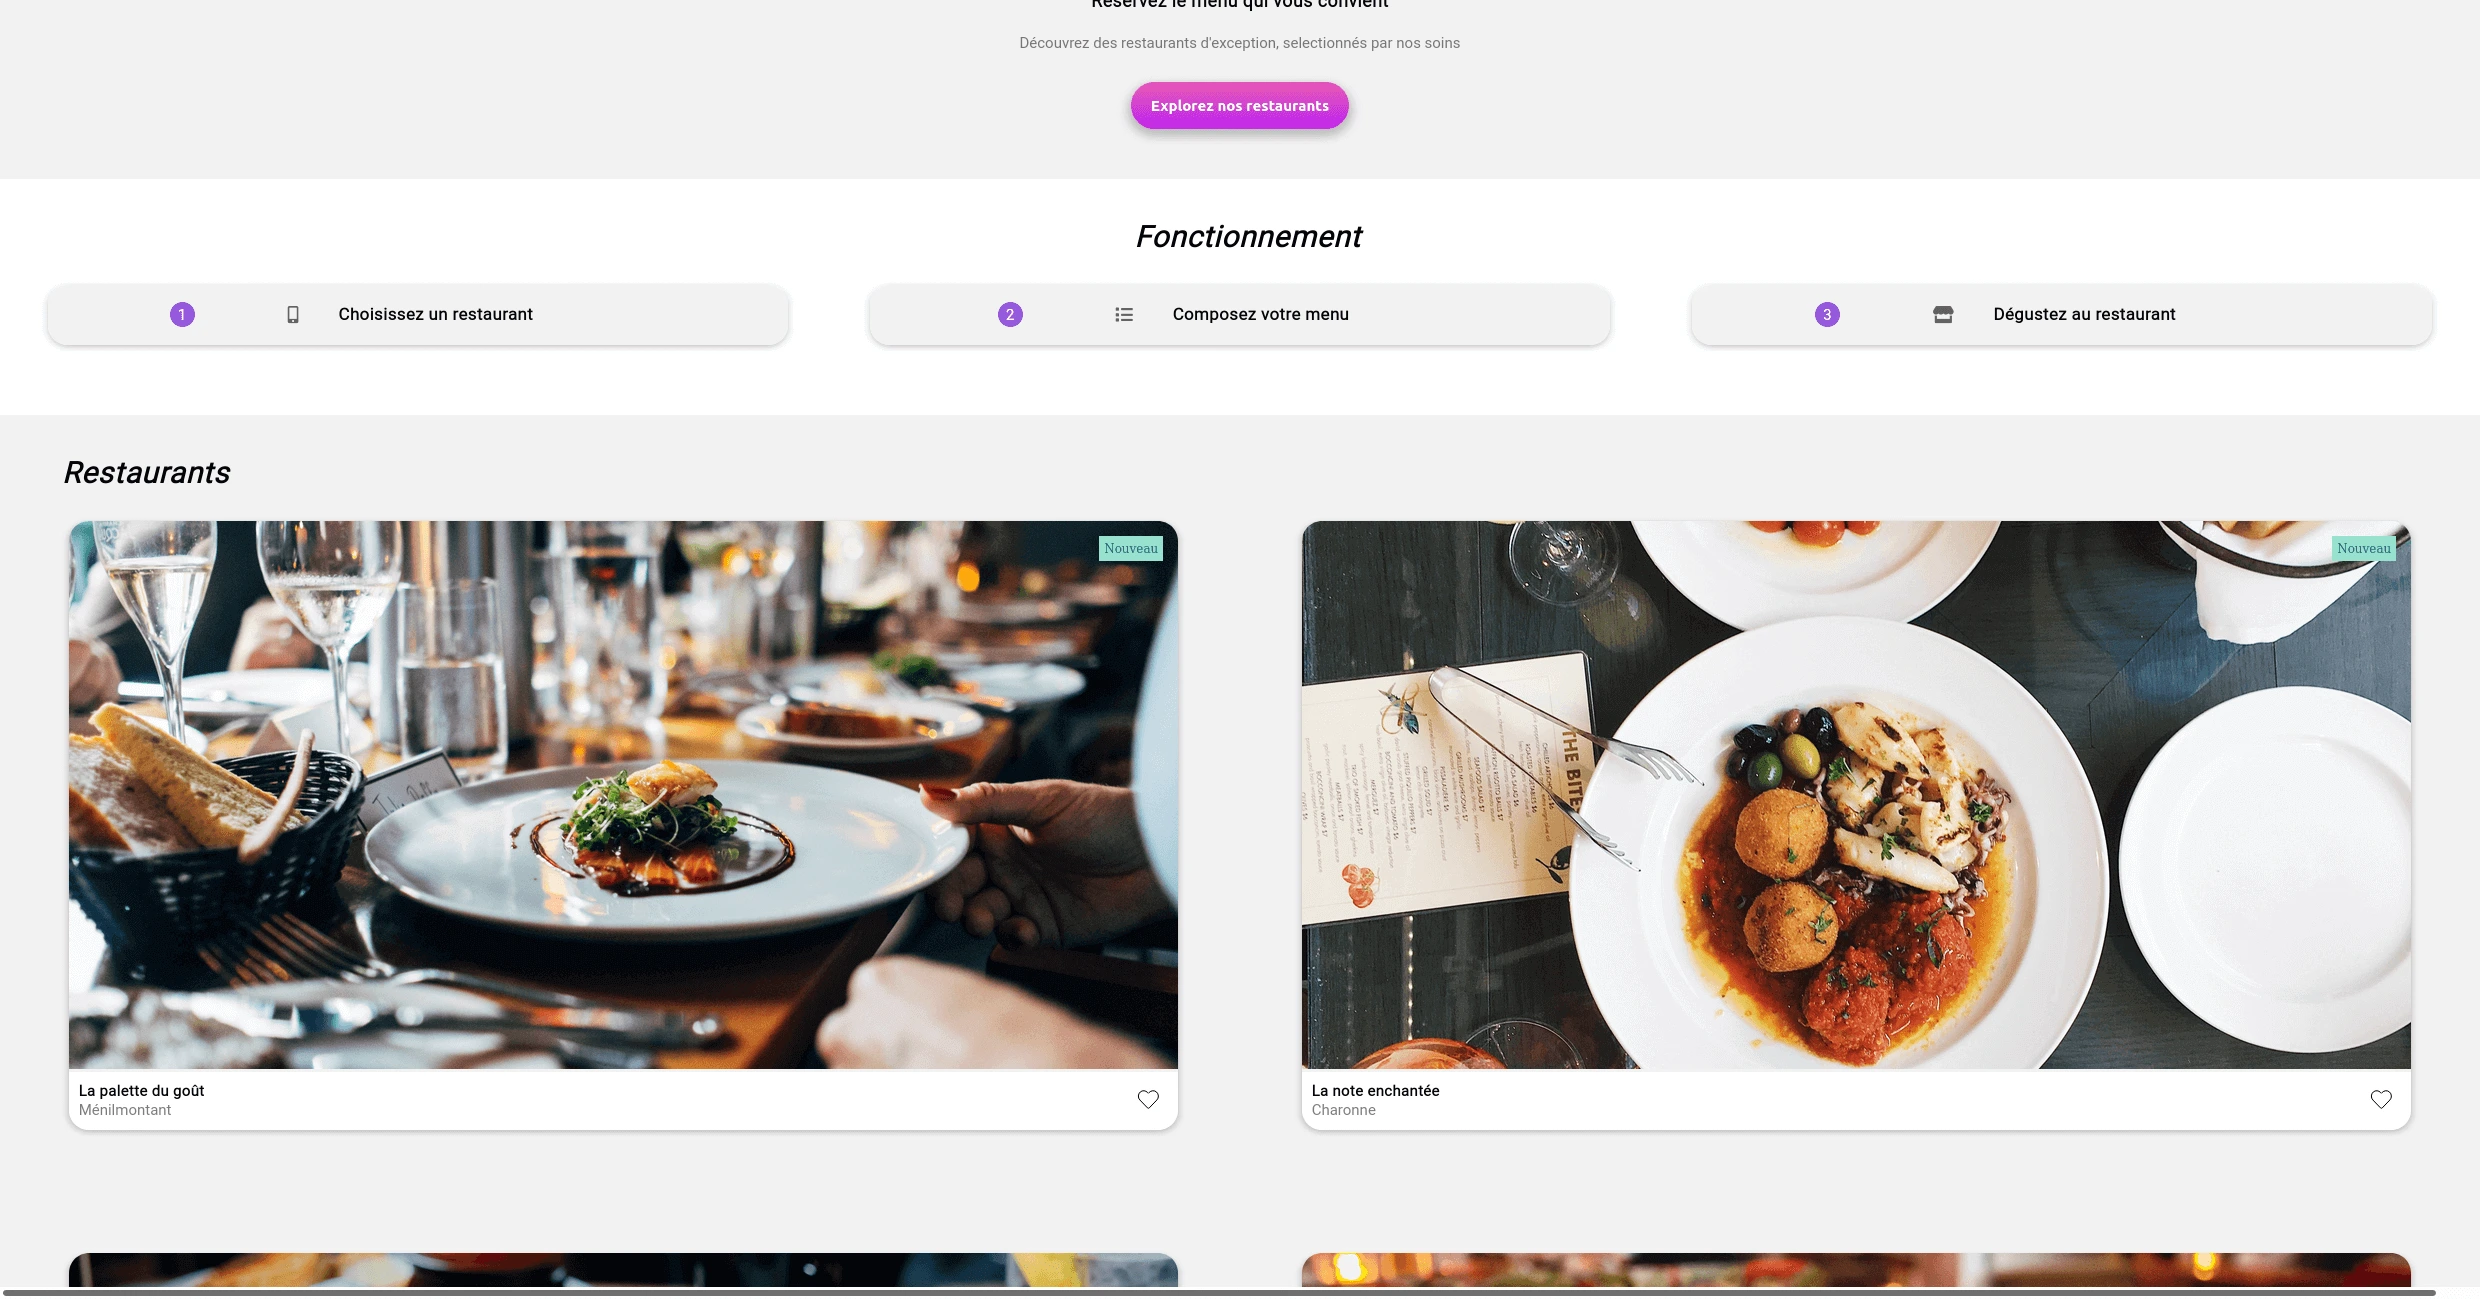 Réservez le menu qui vous convient
Découvrez des restaurants d'exception, selectionnés par nos soins
Explorez nos restaurants
Fonctionnement
1 Choisissez un restaurant
2 Composez votre menu
3 Dégustez au restaurant
Restaurants
Nouveau
Nouveau
THE BITE
La palette du goût
Ménilmontant
La note enchantée
Charonne